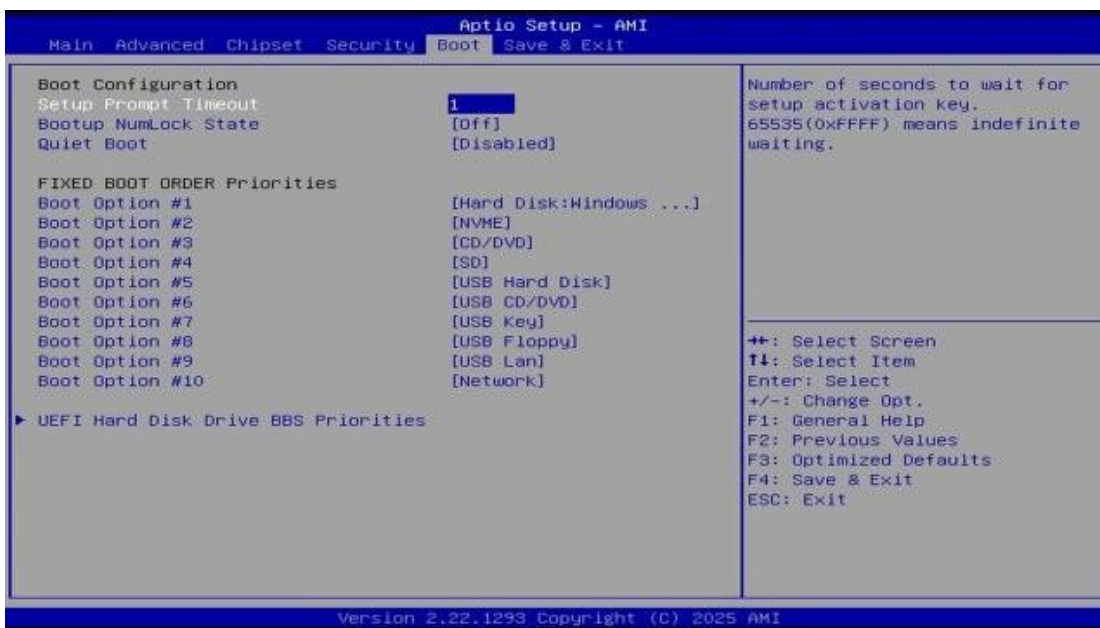 Aptio Setup - AMI
Main Advanced Chipset Security Boot Save & Exit
Boot Configuration
Setup Prompt Timeout 1
Bootup NumLock State [Off]
Quiet Boot [Disabled]
FIXED BOOT ORDER Priorities
Boot Option #1 [Hard Disk:Windows ...]
Boot Option #2 [NVME]
Boot Option #3 [CD/DVD]
Boot Option #4 [SD]
Boot Option #5 [USB Hard Disk]
Boot Option #6 [USB CD/DVD]
Boot Option #7 [USB Key]
Boot Option #8 [USB Floppy]
Boot Option #9 [USB Lan]
Boot Option #10 [Network]
► UEFI Hard Disk Drive BBS Priorities
Number of seconds to wait for
setup activation key.
65535(0xFFFF) means indefinite
waiting.
→←: Select Screen
↑↓: Select Item
Enter: Select
+/-: Change Opt.
F1: General Help
F2: Previous Values
F3: Optimized Defaults
F4: Save & Exit
ESC: Exit
Version 2.22.1293 Copyright (C) 2025 AMI